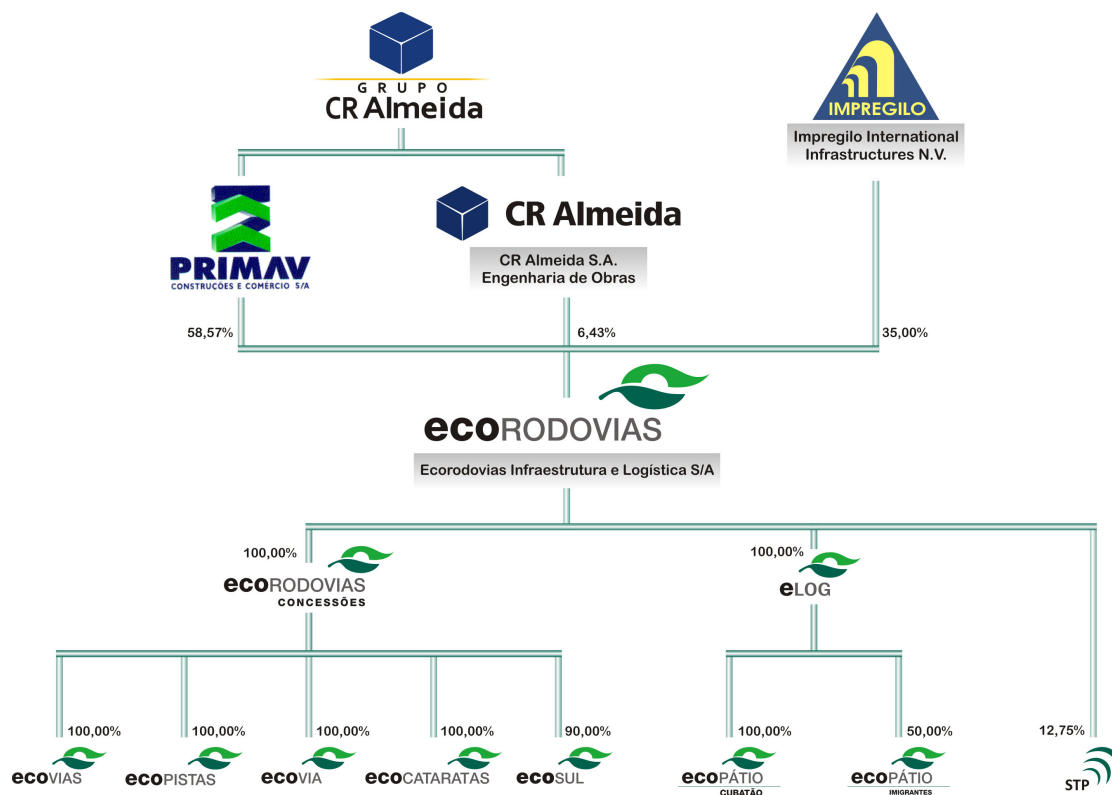 GRUPO
CR Almeida
IMPREGILO
Impregilo International
Infrastructures N.V.
PRIMAV
CONSTRUÇÕES E COMÉRCIO S/A
CR Almeida
CR Almeida S.A.
Engenharia de Obras
58,57%
6,43%
35,00%
ecoRODOVIAS
Ecorodovias Infraestrutura e Logística S/A
100,00%
ecoRODOVIAS
CONCESSÕES
100,00%
eLOG
100,00%
100,00%
100,00%
100,00%
90,00%
100,00%
50,00%
12,75%
ecoVIAS
ecoPISTAS
ecoVIA
ecoCATARATAS
ecoSUL
ecoPÁTIO
CUBATÃO
ecoPÁTIO
IMIGRANTES
STP